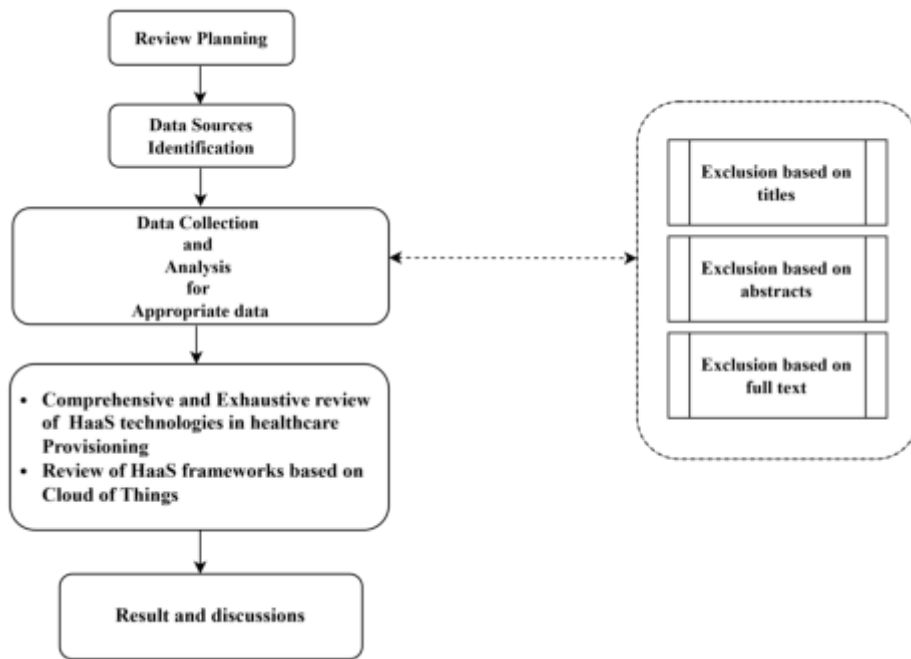 Review Planning
Data Sources
Identification
Data Collection
and
Analysis
for
Appropriate data
• Comprehensive and Exhaustive review
of HaaS technologies in healthcare
Provisioning
• Review of HaaS frameworks based on
Cloud of Things
Result and discussions
Exclusion based on
titles
Exclusion based on
abstracts
Exclusion based on
full text